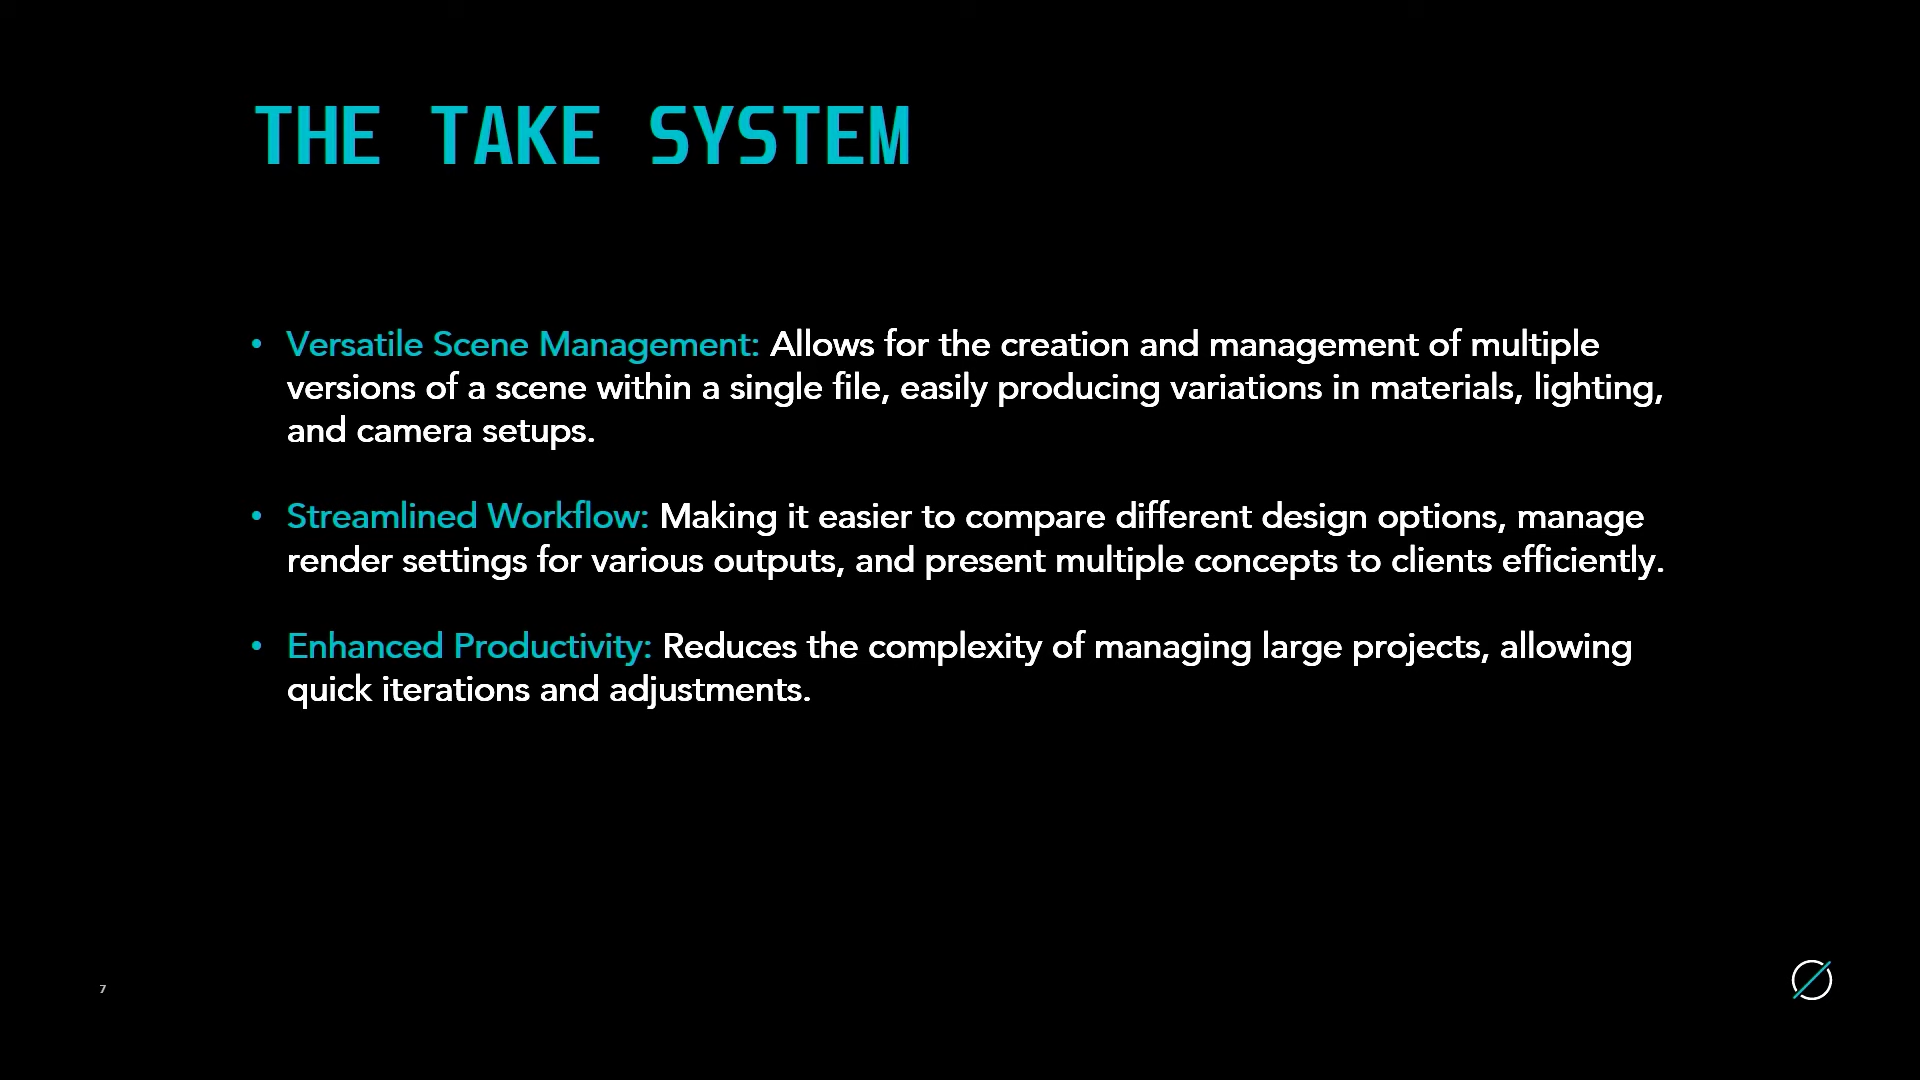 THE TAKE SYSTEM
• Versatile Scene Management: Allows for the creation and management of multiple
versions of a scene within a single file, easily producing variations in materials, lighting,
and camera setups.
• Streamlined Workflow: Making it easier to compare different design options, manage
render settings for various outputs, and present multiple concepts to clients efficiently.
• Enhanced Productivity: Reduces the complexity of managing large projects, allowing
quick iterations and adjustments.
7